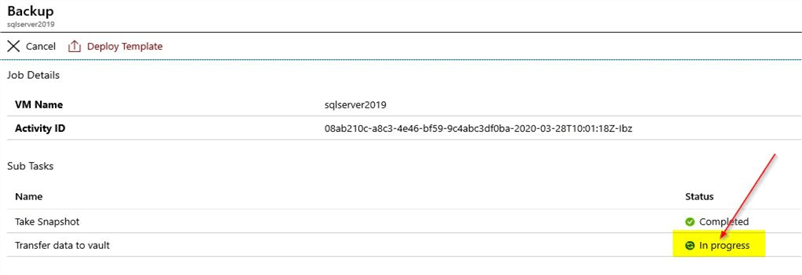 Backup
sqlserver2019
Cancel Deploy Template
Job Details
VM Name sqlserver2019
Activity ID 08ab210c-a8c3-4e46-bf59-9c4abc3df0ba-2020-03-28T10:01:18Z-Ibz
Sub Tasks
Name Status
Take Snapshot Completed
Transfer data to vault In progress